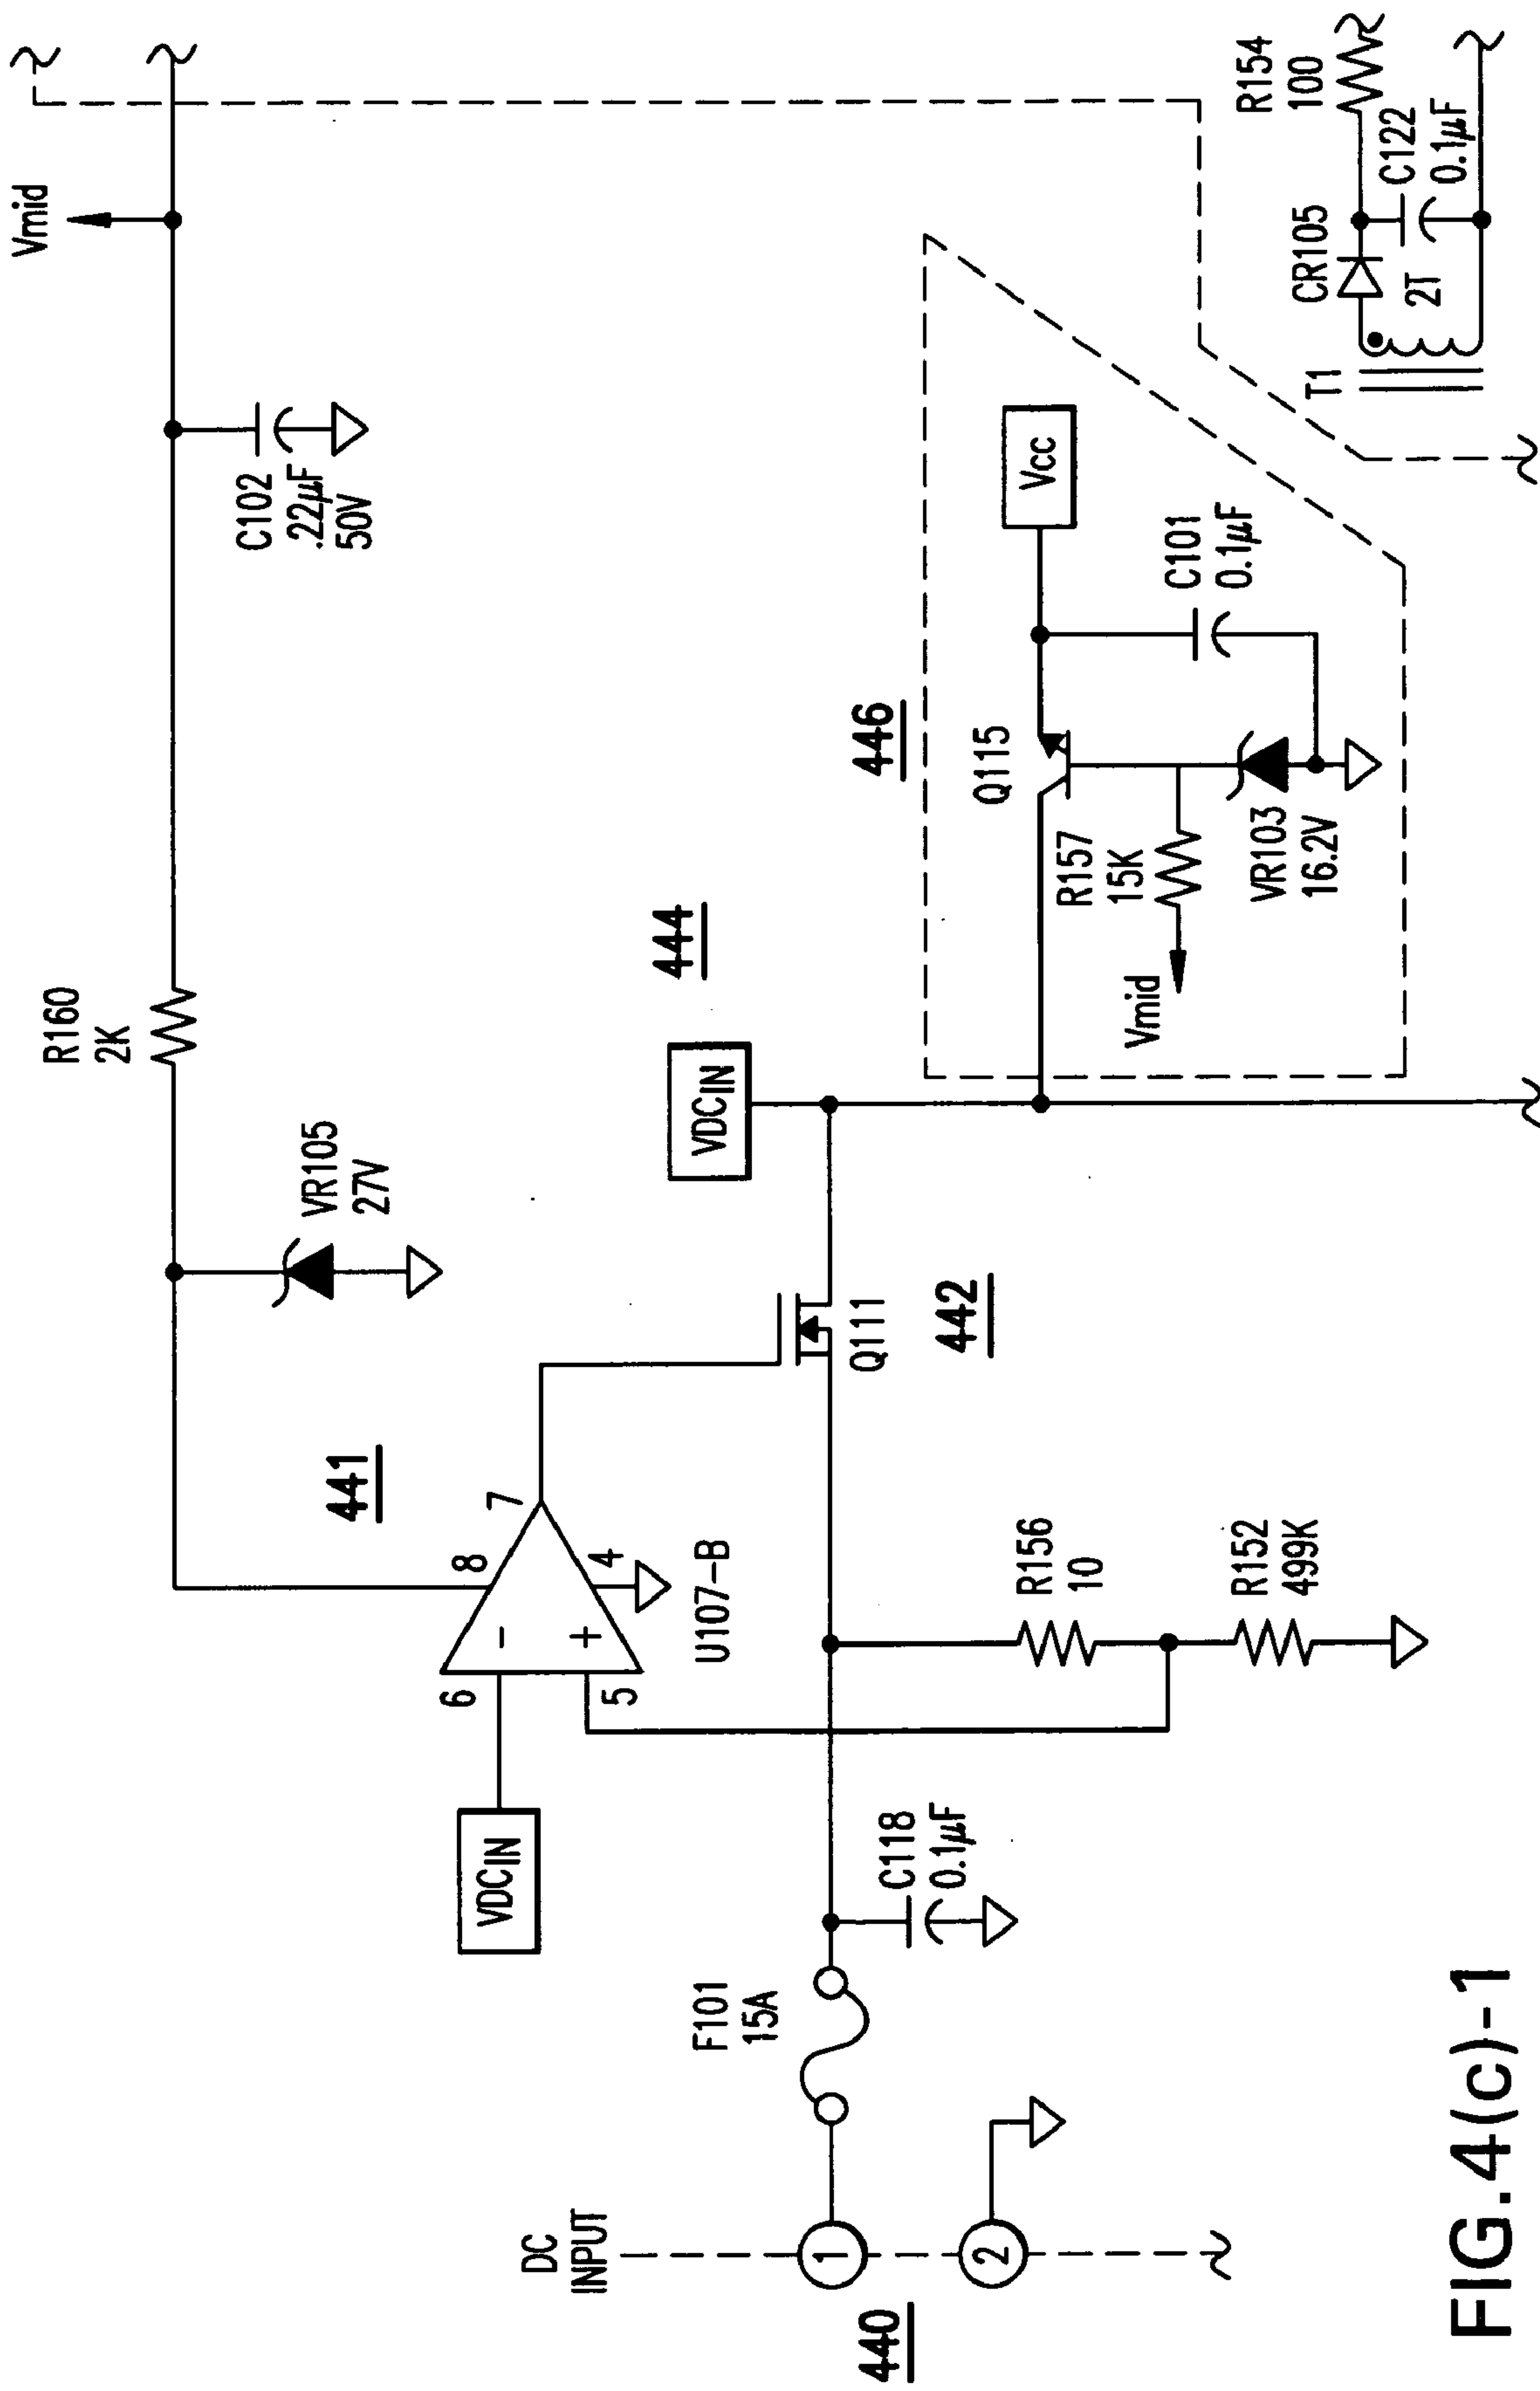 Vmid
R160
2K
C102
.22µF
50V
VR105
27V
441
8
7
6
-
+
5
4
U107-B
VDCIN
VDCIN
444
Q111
442
446
Q115
Vcc
R157
15K
Vmid
C101
0.1µF
VR103
16.2V
DC
INPUT
1
2
440
F101
15A
C118
0.1µF
R156
10
R152
499K
T1
2T
CR105
C122
0.1µF
R154
100
FIG.4(c)-1